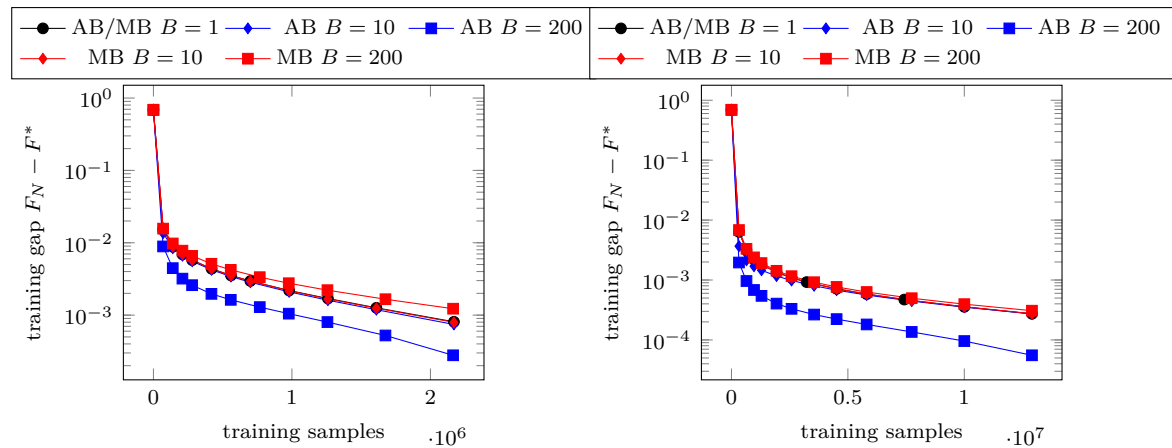 AB/MB B = 1 AB B = 10 AB B = 200
MB B = 10 MB B = 200
training gap F_N − F*
10^0
10^−1
10^−2
10^−3
0 1 2
training samples ·10^6
AB/MB B = 1 AB B = 10 AB B = 200
MB B = 10 MB B = 200
training gap F_N − F*
10^0
10^−1
10^−2
10^−3
10^−4
0 0.5 1
training samples ·10^7